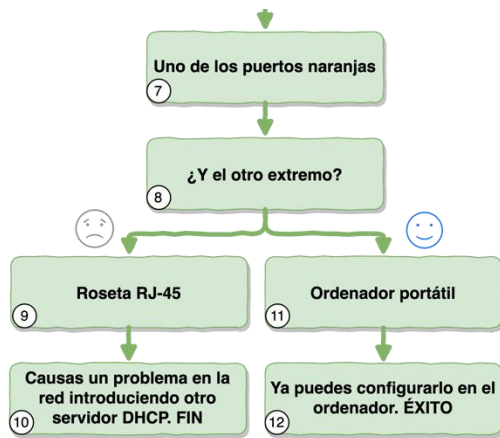 Uno de los puertos naranjas
7
¿Y el otro extremo?
8
Roseta RJ-45
9
Ordenador portátil
11
Causas un problema en la
red introduciendo otro
servidor DHCP. FIN
10
Ya puedes configurarlo en el
ordenador. ÉXITO
12